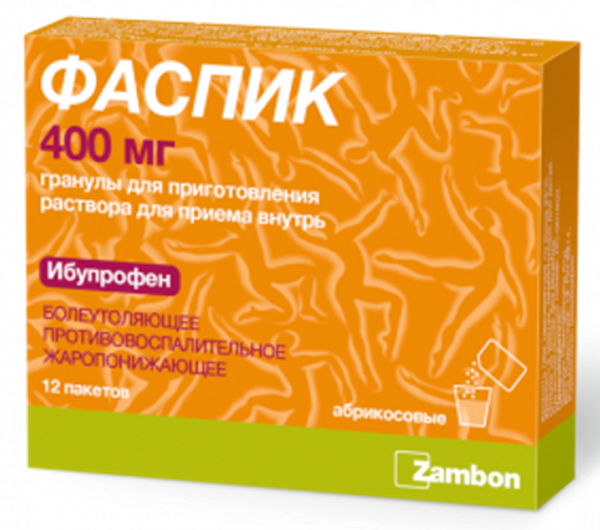 ФАСПИК
400 мг
гранулы для приготовления
раствора для приема внутрь
Ибупрофен
БОЛЕУТОЛЯЮЩЕЕ
ПРОТИВОВОСПАЛИТЕЛЬНОЕ
ЖАРОПОНИЖАЮЩЕЕ
12 пакетов
абрикосовые
Zambon